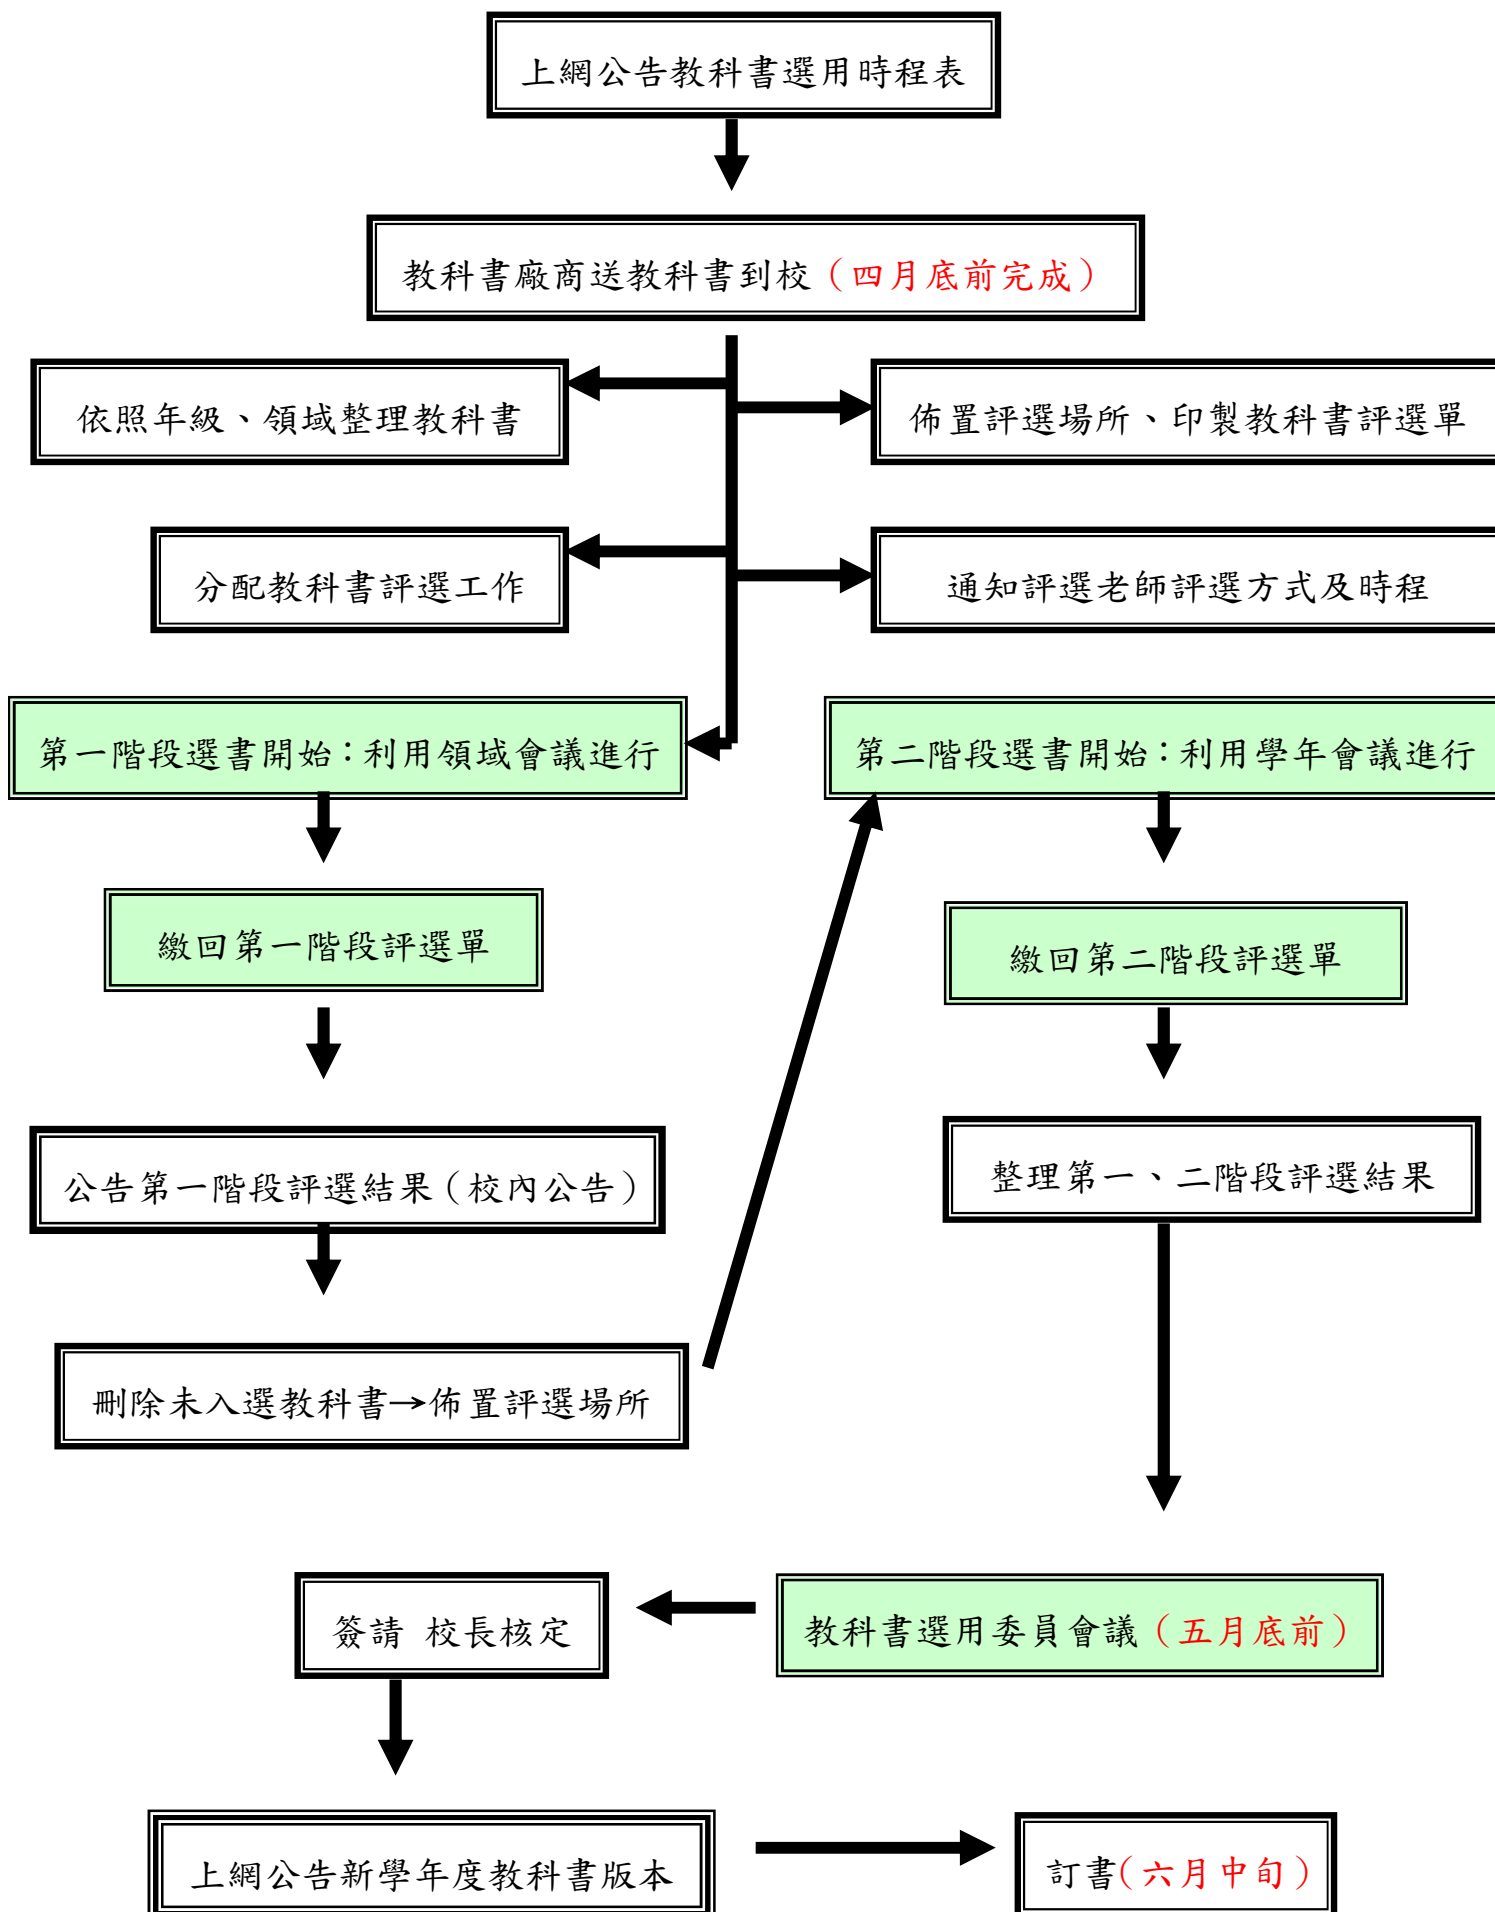 上網公告教科書選用時程表
教科書廠商送教科書到校（四月底前完成）
依照年級、領域整理教科書
佈置評選場所、印製教科書評選單
分配教科書評選工作
通知評選老師評選方式及時程
第一階段選書開始：利用領域會議進行
第二階段選書開始：利用學年會議進行
繳回第一階段評選單
繳回第二階段評選單
公告第一階段評選結果（校內公告）
整理第一、二階段評選結果
刪除未入選教科書→佈置評選場所
簽請 校長核定
教科書選用委員會議（五月底前）
上網公告新學年度教科書版本
訂書(六月中旬）